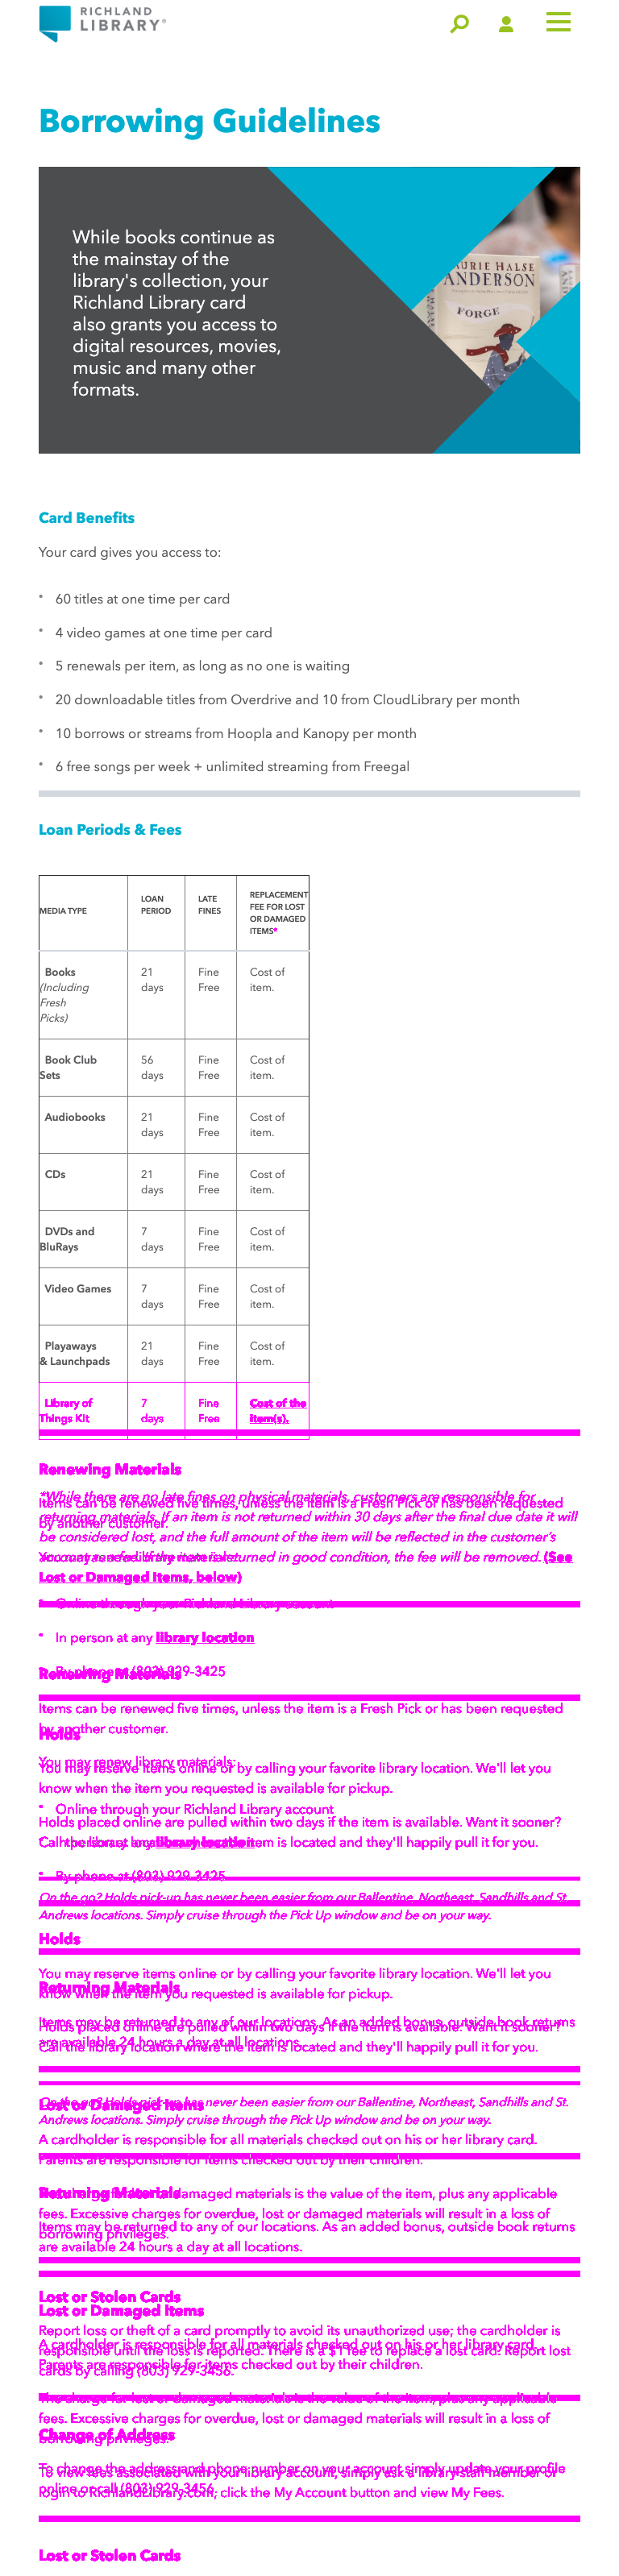 RICHLAND
LIBRARY®
Borrowing Guidelines
While books continue as
the mainstay of the
library's collection, your
Richland Library card
also grants you access to
digital resources, movies,
music and many other
formats.
LAURIE HALSE
ANDERSON
FORGE
Card Benefits
Your card gives you access to:
* 60 titles at one time per card
* 4 video games at one time per card
* 5 renewals per item, as long as no one is waiting
* 20 downloadable titles from Overdrive and 10 from CloudLibrary per month
* 10 borrows or streams from Hoopla and Kanopy per month
* 6 free songs per week + unlimited streaming from Freegal
Loan Periods & Fees
MEDIA TYPE LOAN PERIOD LATE FINES REPLACEMENT FEE FOR LOST OR DAMAGED ITEMS*
Books (Including Fresh Picks) 21 days Fine Free Cost of item.
Book Club Sets 56 days Fine Free Cost of item.
Audiobooks 21 days Fine Free Cost of item.
CDs 21 days Fine Free Cost of item.
DVDs and BluRays 7 days Fine Free Cost of item.
Video Games 7 days Fine Free Cost of item.
Playaways & Launchpads 21 days Fine Free Cost of item.
Library of Things Kit 7 days Fine Free Cost of the item(s).
Renewing Materials
*While there are no late fines on physical materials, customers are responsible for
Items can be renewed five times, unless the item is a Fresh Pick or has been requested
returning materials. If an item is not returned within 30 days after the final due date it will
by another customer.
be considered lost, and the full amount of the item will be reflected in the customer's
returned in good condition, the fee will be removed. (See
Lost or Damaged Items, below)
Online through your Richland Library account
* In person at any library location
* By phone at (803) 929-3425
Renewing Materials
Items can be renewed five times, unless the item is a Fresh Pick or has been requested
by another customer.
Holds
You may renew library materials:
You may reserve items online or by calling your favorite library location. We'll let you
know when the item you requested is available for pickup.
* Online through your Richland Library account
Holds placed online are pulled within two days if the item is available. Want it sooner?
Call the library location where the item is located and they'll happily pull it for you.
library location
* By phone at (803) 929-3425
On the go? Holds pick-up has never been easier from our Ballentine, Northeast, Sandhills and St.
Andrews locations. Simply cruise through the Pick Up window and be on your way.
Holds
You may reserve items online or by calling your favorite library location. We'll let you
Returning Materials
know when the item you requested is available for pickup.
Items may be returned to any of our locations. As an added bonus, outside book returns
Holds placed online are pulled within two days if the item is available. Want it sooner?
are available 24 hours a day at all locations.
Call the library location where the item is located and they'll happily pull it for you.
On the go? Holds pick-up has never been easier from our Ballentine, Northeast, Sandhills and St.
Lost or Damaged Items
Andrews locations. Simply cruise through the Pick Up window and be on your way.
A cardholder is responsible for all materials checked out on his or her library card.
Parents are responsible for items checked out by their children.
Returning Materials
damaged materials is the value of the item, plus any applicable
fees. Excessive charges for overdue, lost or damaged materials will result in a loss of
Items may be returned to any of our locations. As an added bonus, outside book returns
borrowing privileges.
are available 24 hours a day at all locations.
Lost or Stolen Cards
Lost or Damaged Items
Report loss or theft of a card promptly to avoid its unauthorized use; the cardholder is
A cardholder is responsible for all materials checked out on his or her library card.
responsible until the loss is reported. There is a $1 fee to replace a lost card. Report lost
Parents are responsible for items checked out by their children.
cards by calling (803) 929-3456.
The charge for lost or damaged materials is the value of the item, plus any applicable
fees. Excessive charges for overdue, lost or damaged materials will result in a loss of
Change of Address
borrowing privileges.
To change the address and phone number on your account simply update your profile
To view fees associated with your library account, simply ask a library staff member or
online or call (803) 929-3456.
login to RichlandLibrary.com, click the My Account button and view My Fees.
Lost or Stolen Cards